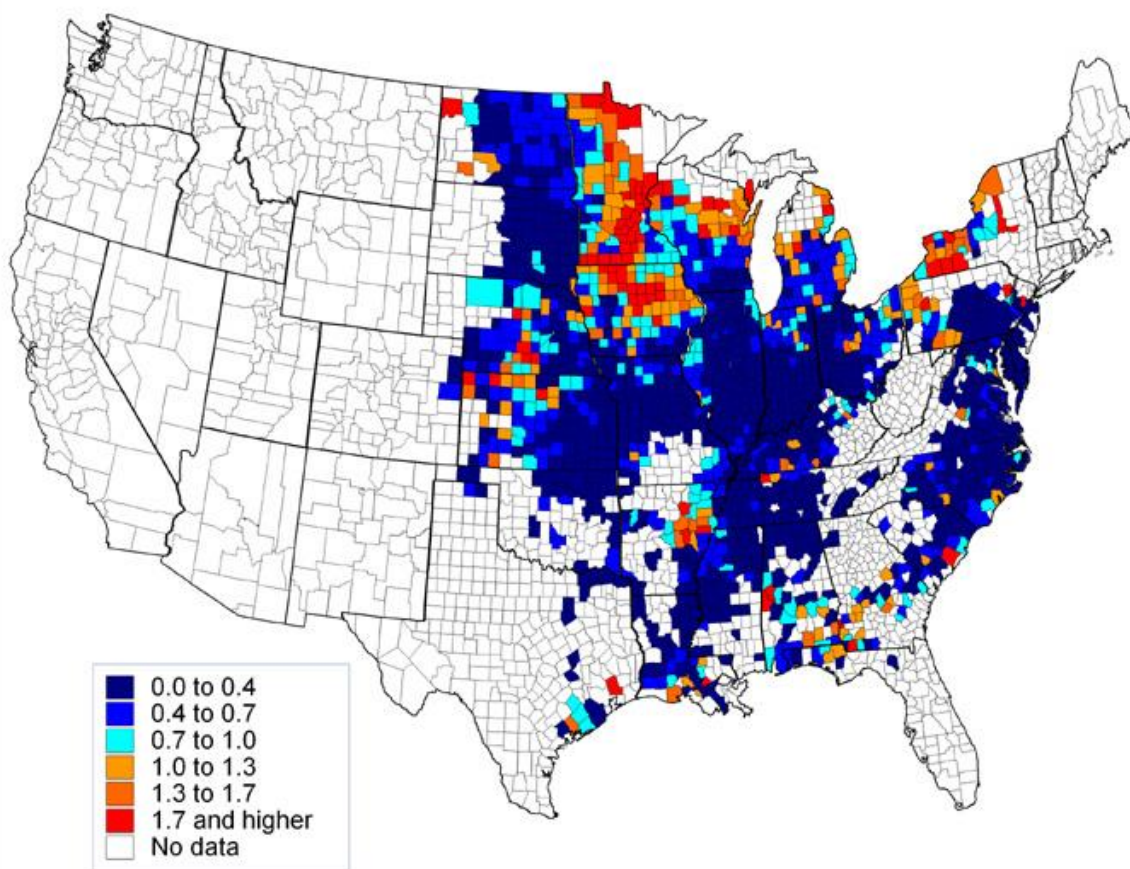 0.0 to 0.4
0.4 to 0.7
0.7 to 1.0
1.0 to 1.3
1.3 to 1.7
1.7 and higher
No data